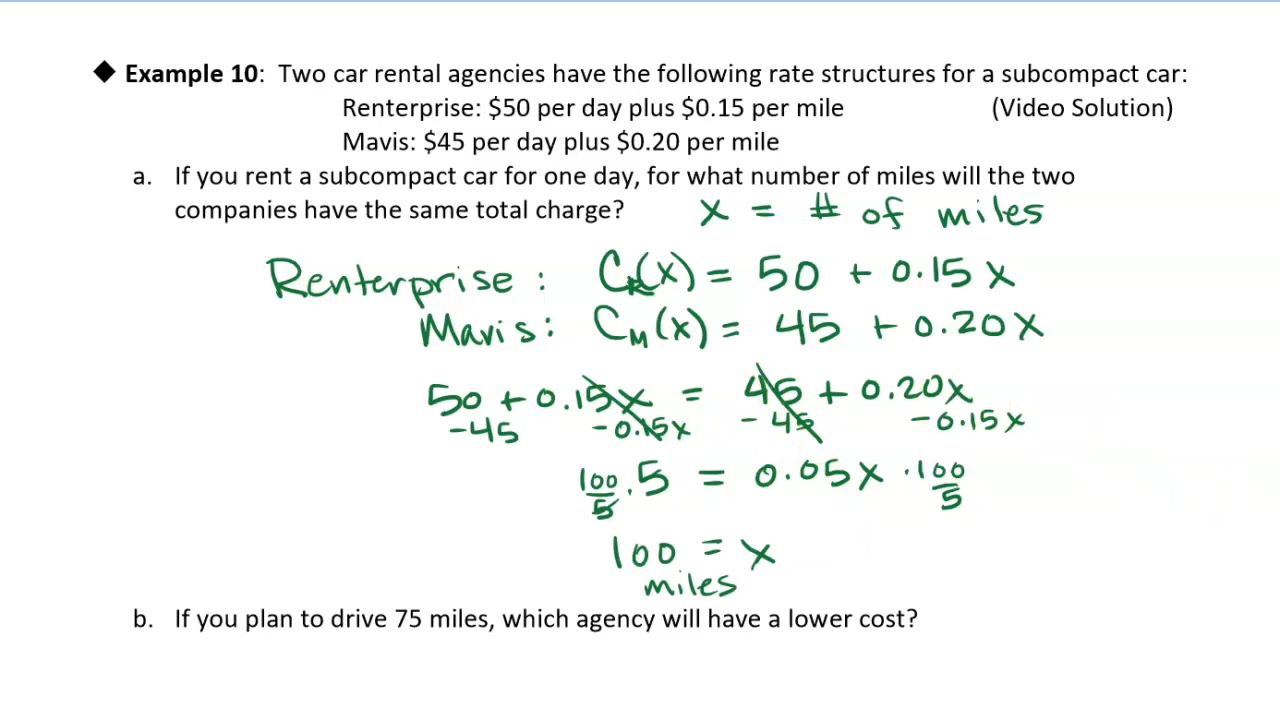 ◆ Example 10: Two car rental agencies have the following rate structures for a subcompact car:
Renterprise: $50 per day plus $0.15 per mile (Video Solution)
Mavis: $45 per day plus $0.20 per mile
a. If you rent a subcompact car for one day, for what number of miles will the two
companies have the same total charge? x = # of miles
Renterprise : C_R(x) = 50 + 0.15x
Mavis: C_M(x) = 45 + 0.20x
50 + 0.15x = 45 + 0.20x
-45 -0.15x -45 -0.15x
100/5 · 5 = 0.05x · 100/5
100 = x
miles
b. If you plan to drive 75 miles, which agency will have a lower cost?